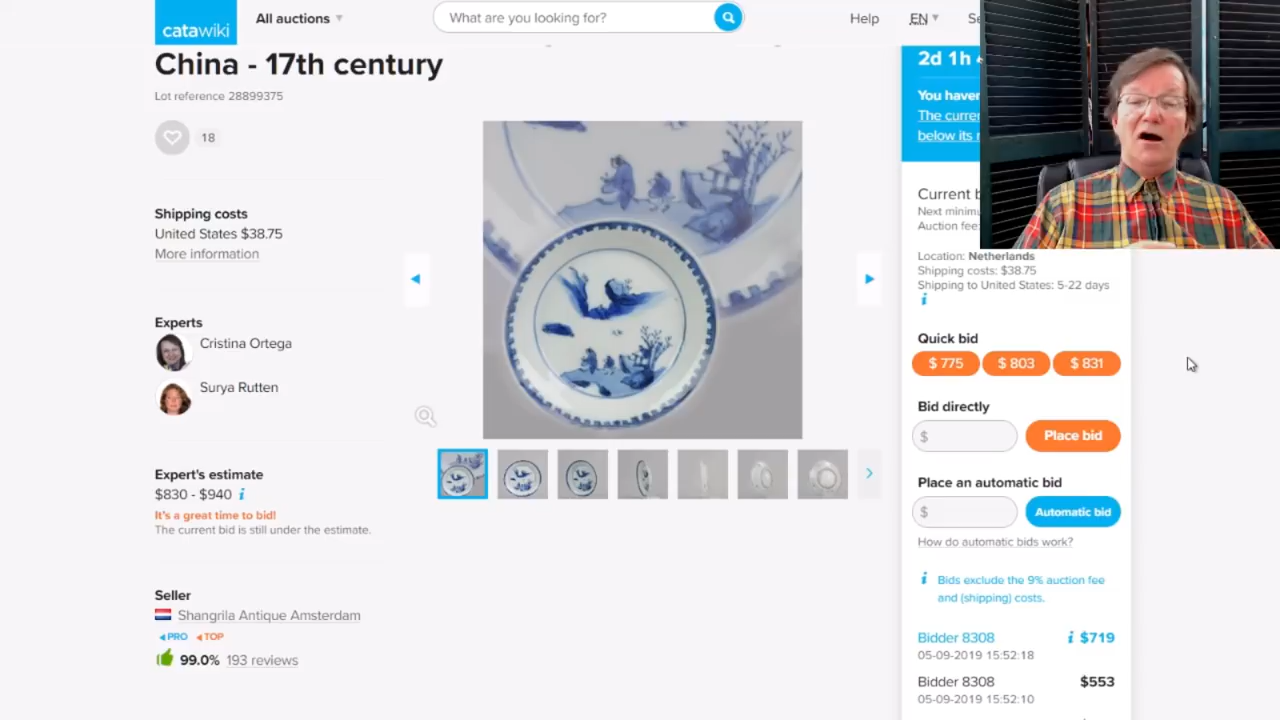 catawiki
All auctions
What are you looking for?
Help
EN
China - 17th century
Lot reference 28899375
18
Shipping costs
United States $38.75
More information
Experts
Cristina Ortega
Surya Rutten
Expert's estimate
$830 - $940 i
It's a great time to bid!
The current bid is still under the estimate.
Seller
Shangrila Antique Amsterdam
PRO TOP
99.0% 193 reviews
2d 1h
You haven
The curre
below its r
Current b
Next minim
Auction fee
Location: Netherlands
Shipping costs: $38.75
Shipping to United States: 5-22 days
i
Quick bid
$ 775 $ 803 $ 831
Bid directly
$ Place bid
Place an automatic bid
$ Automatic bid
How do automatic bids work?
i Bids exclude the 9% auction fee
and (shipping) costs.
Bidder 8308 i $719
05-09-2019 15:52:18
Bidder 8308 $553
05-09-2019 15:52:10